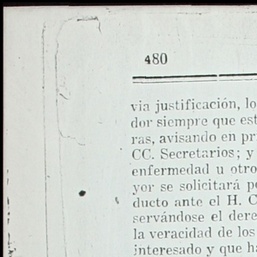 480
via justificación, lo
dor siempre que est
ras, avisando en pr
CC. Secretarios; y
enfermedad u otro
yor se solicitará p
ducto ante el H. C
servándose el dere
la veracidad de los
interesado y que h